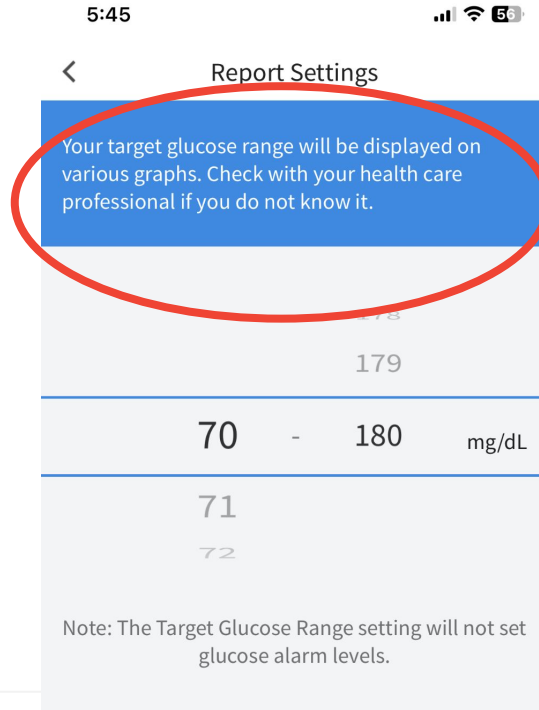 5:45
56
Report Settings
Your target glucose range will be displayed on
various graphs. Check with your health care
professional if you do not know it.
178
179
70 - 180 mg/dL
71
72
Note: The Target Glucose Range setting will not set
glucose alarm levels.